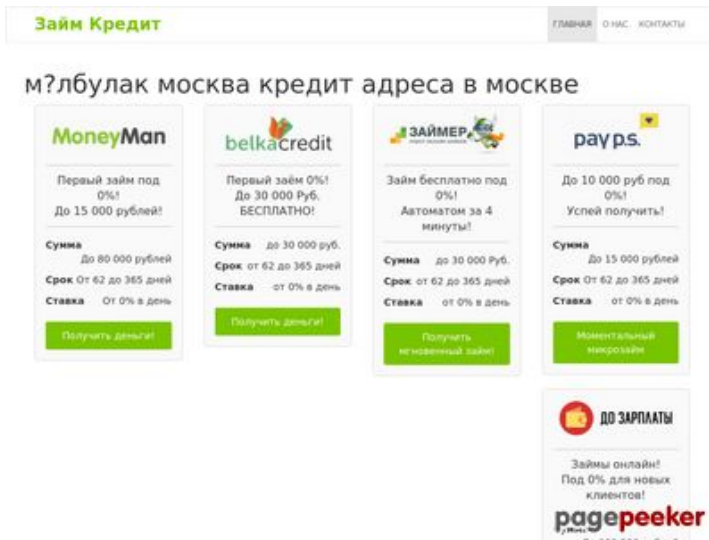 Займ Кредит
ГЛАВНАЯ О НАС КОНТАКТЫ
м?лбулак москва кредит адреса в москве
MoneyMan
Первый займ под
0%!
До 15 000 рублей!
Сумма
До 80 000 рублей
Срок От 62 до 365 дней
Ставка От 0% в день
Получить деньги!
belkacredit
Первый заём 0%!
До 30 000 Руб.
БЕСПЛАТНО!
Сумма до 30 000 руб.
Срок от 62 до 365 дней
Ставка от 0% в день
Получить деньги!
ЗАЙМЕР
Займ бесплатно под
0%!
Автоматом за 4
минуты!
Сумма до 30 000 Руб.
Срок от 62 до 365 дней
Ставка от 0% в день
Получить
мгновенный займ!
pay p.s.
До 10 000 руб под
0%!
Успей получить!
Сумма
До 15 000 рублей
Срок От 62 до 365 дней
Ставка От 0% в день
Моментальный
микрозайм
ДО ЗАРПЛАТЫ
Займы онлайн!
Под 0% для новых
клиентов!
pagepeeker